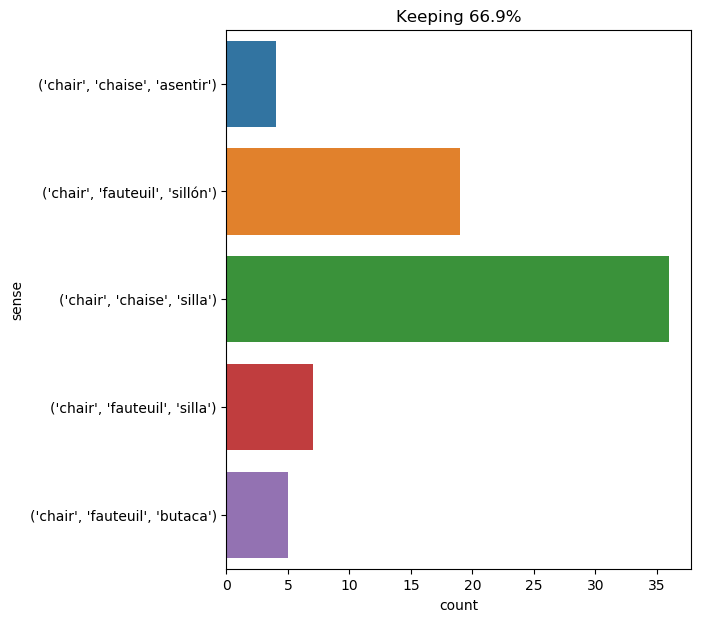 Keeping 66.9%
('chair', 'chaise', 'asentir')
('chair', 'fauteuil', 'sillón')
('chair', 'chaise', 'silla')
('chair', 'fauteuil', 'silla')
('chair', 'fauteuil', 'butaca')
sense
0 5 10 15 20 25 30 35
count